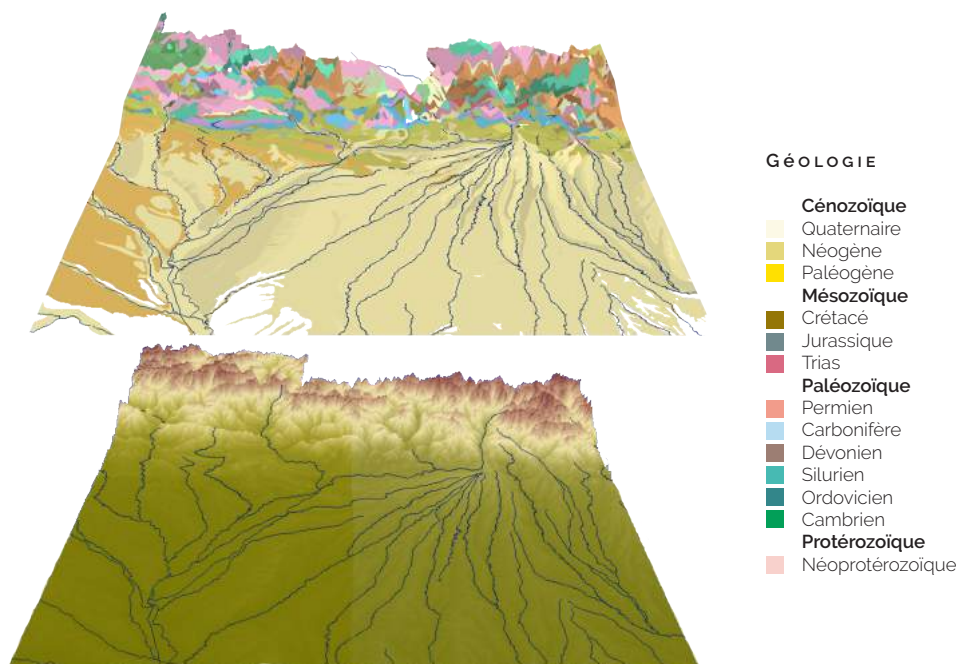 Géologie
Cénozoïque
Quaternaire
Néogène
Paléogène
Mésozoïque
Crétacé
Jurassique
Trias
Paléozoïque
Permien
Carbonifère
Dévonien
Silurien
Ordovicien
Cambrien
Protérozoïque
Néoprotérozoïque